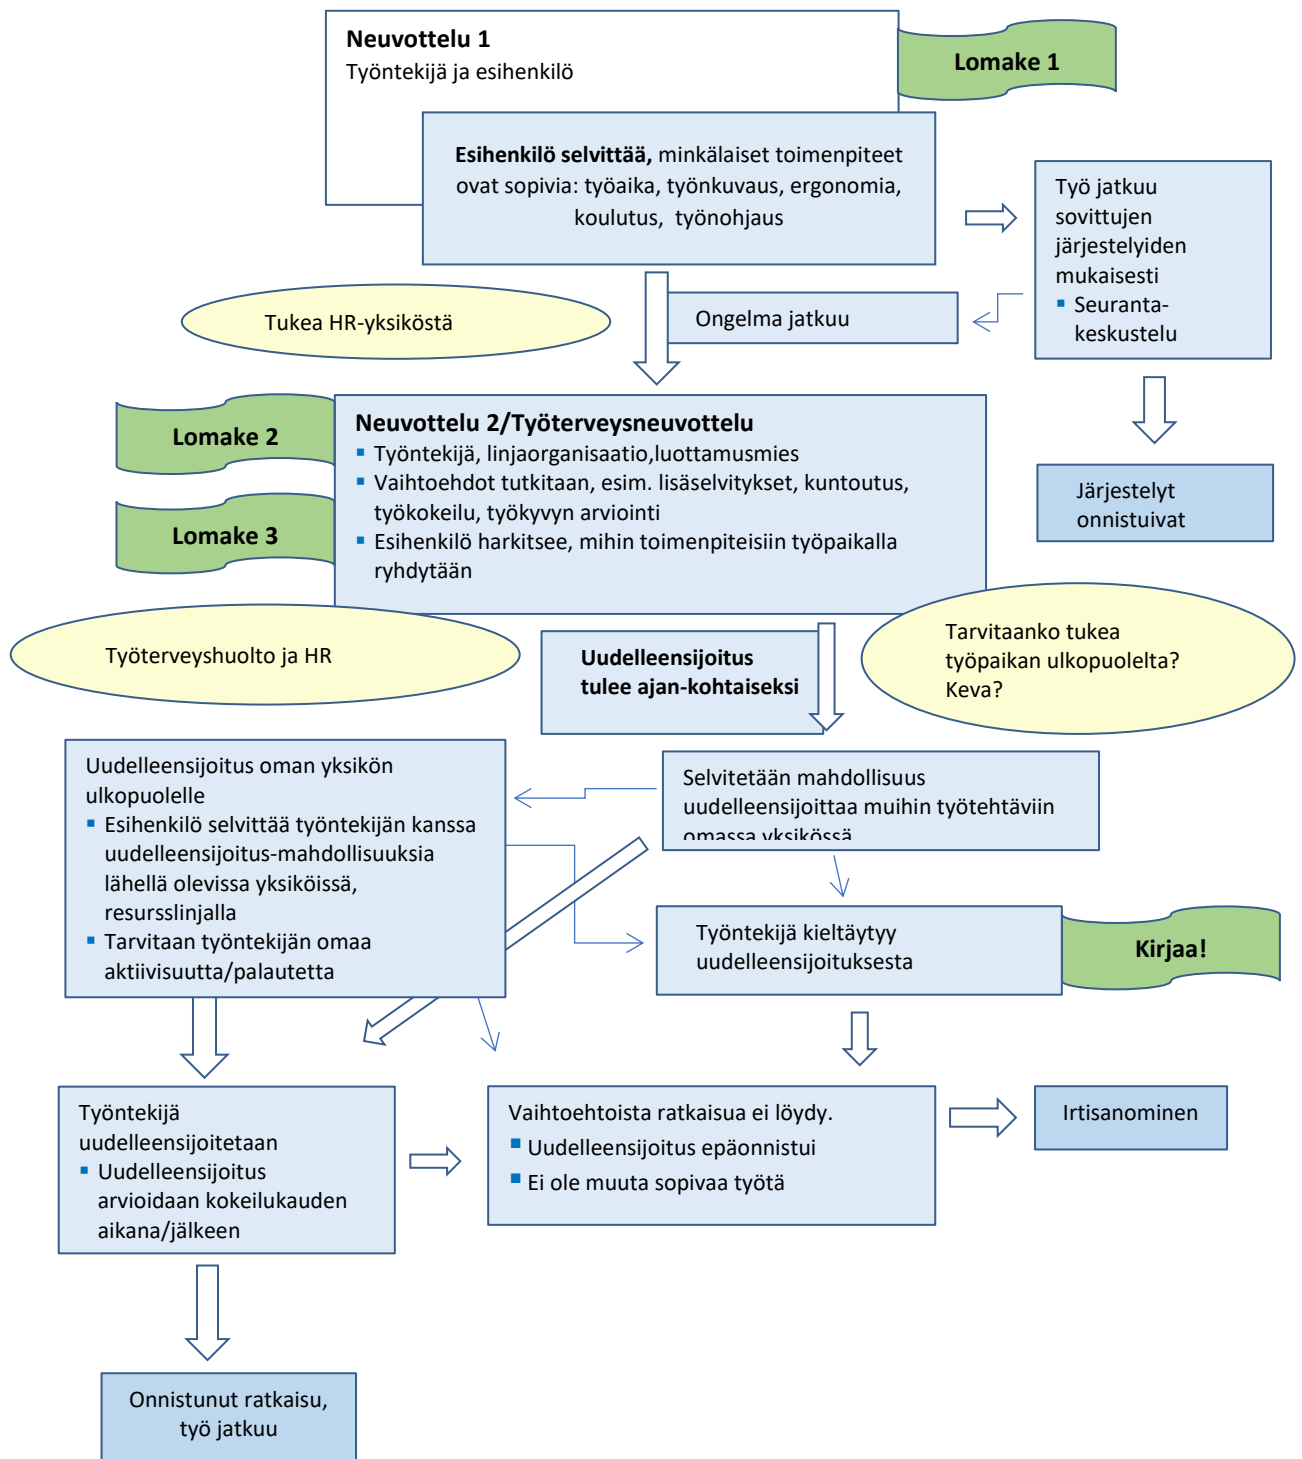 Neuvottelu 1
Työntekijä ja esihenkilö
Lomake 1
Esihenkilö selvittää, minkälaiset toimenpiteet
ovat sopivia: työaika, työnkuvaus, ergonomia,
koulutus, työnohjaus
Työ jatkuu
sovittujen
järjestelyiden
mukaisesti
▪ Seuranta-
keskustelu
Tukea HR-yksiköstä
Ongelma jatkuu
Lomake 2
Lomake 3
Neuvottelu 2/Työterveysneuvottelu
▪ Työntekijä, linjaorganisaatio,luottamusmies
▪ Vaihtoehdot tutkitaan, esim. lisäselvitykset, kuntoutus,
työkokeilu, työkyvyn arviointi
▪ Esihenkilö harkitsee, mihin toimenpiteisiin työpaikalla
ryhdytään
Järjestelyt
onnistuivat
Työterveyshuolto ja HR
Uudelleensijoitus
tulee ajan-kohtaiseksi
Tarvitaanko tukea
työpaikan ulkopuolelta?
Keva?
Uudelleensijoitus oman yksikön
ulkopuolelle
▪ Esihenkilö selvittää työntekijän kanssa
uudelleensijoitus-mahdollisuuksia
lähellä olevissa yksiköissä,
resursslinjalla
▪ Tarvitaan työntekijän omaa
aktiivisuutta/palautetta
Selvitetään mahdollisuus
uudelleensijoittaa muihin työtehtäviin
omassa yksikössä
Työntekijä kieltäytyy
uudelleensijoituksesta
Kirjaa!
Työntekijä
uudelleensijoitetaan
▪ Uudelleensijoitus
arvioidaan kokeilukauden
aikana/jälkeen
Vaihtoehtoista ratkaisua ei löydy.
▪ Uudelleensijoitus epäonnistui
▪ Ei ole muuta sopivaa työtä
Irtisanominen
Onnistunut ratkaisu,
työ jatkuu